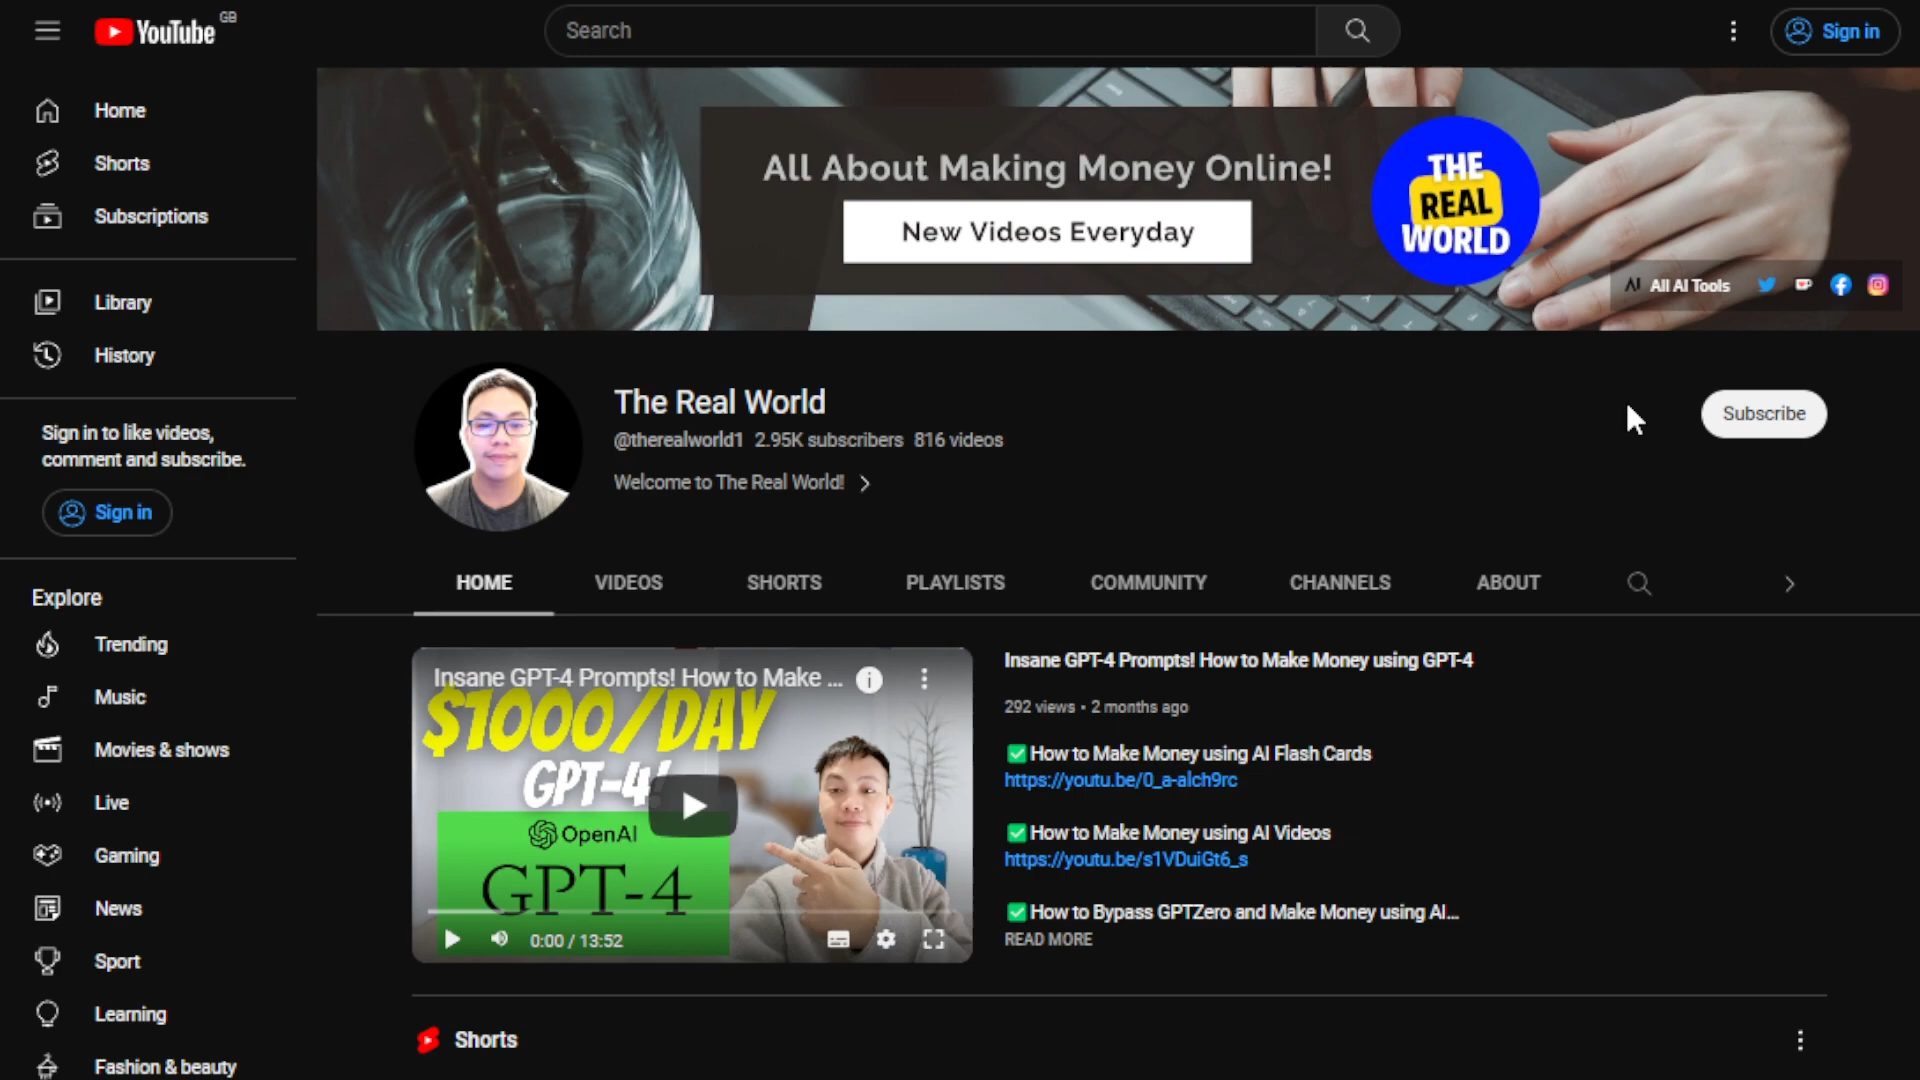 YouTube GB
Search
Sign in
Home
Shorts
Subscriptions
Library
History
Sign in to like videos,
comment and subscribe.
Sign in
Explore
Trending
Music
Movies & shows
Live
Gaming
News
Sport
Learning
Fashion & beauty
All About Making Money Online!
New Videos Everyday
THE
REAL
WORLD
AI All AI Tools
The Real World
@therealworld1 2.95K subscribers 816 videos
Welcome to The Real World!
Subscribe
HOME VIDEOS SHORTS PLAYLISTS COMMUNITY CHANNELS ABOUT
Insane GPT-4 Prompts! How to Make ...
$1000/DAY
GPT-4!
OpenAI
GPT-4
0:00 / 13:52
Insane GPT-4 Prompts! How to Make Money using GPT-4
292 views • 2 months ago
✅How to Make Money using AI Flash Cards
https://youtu.be/0_a-alch9rc
✅How to Make Money using AI Videos
https://youtu.be/s1VDuiGt6_s
✅How to Bypass GPTZero and Make Money using AI...
READ MORE
Shorts